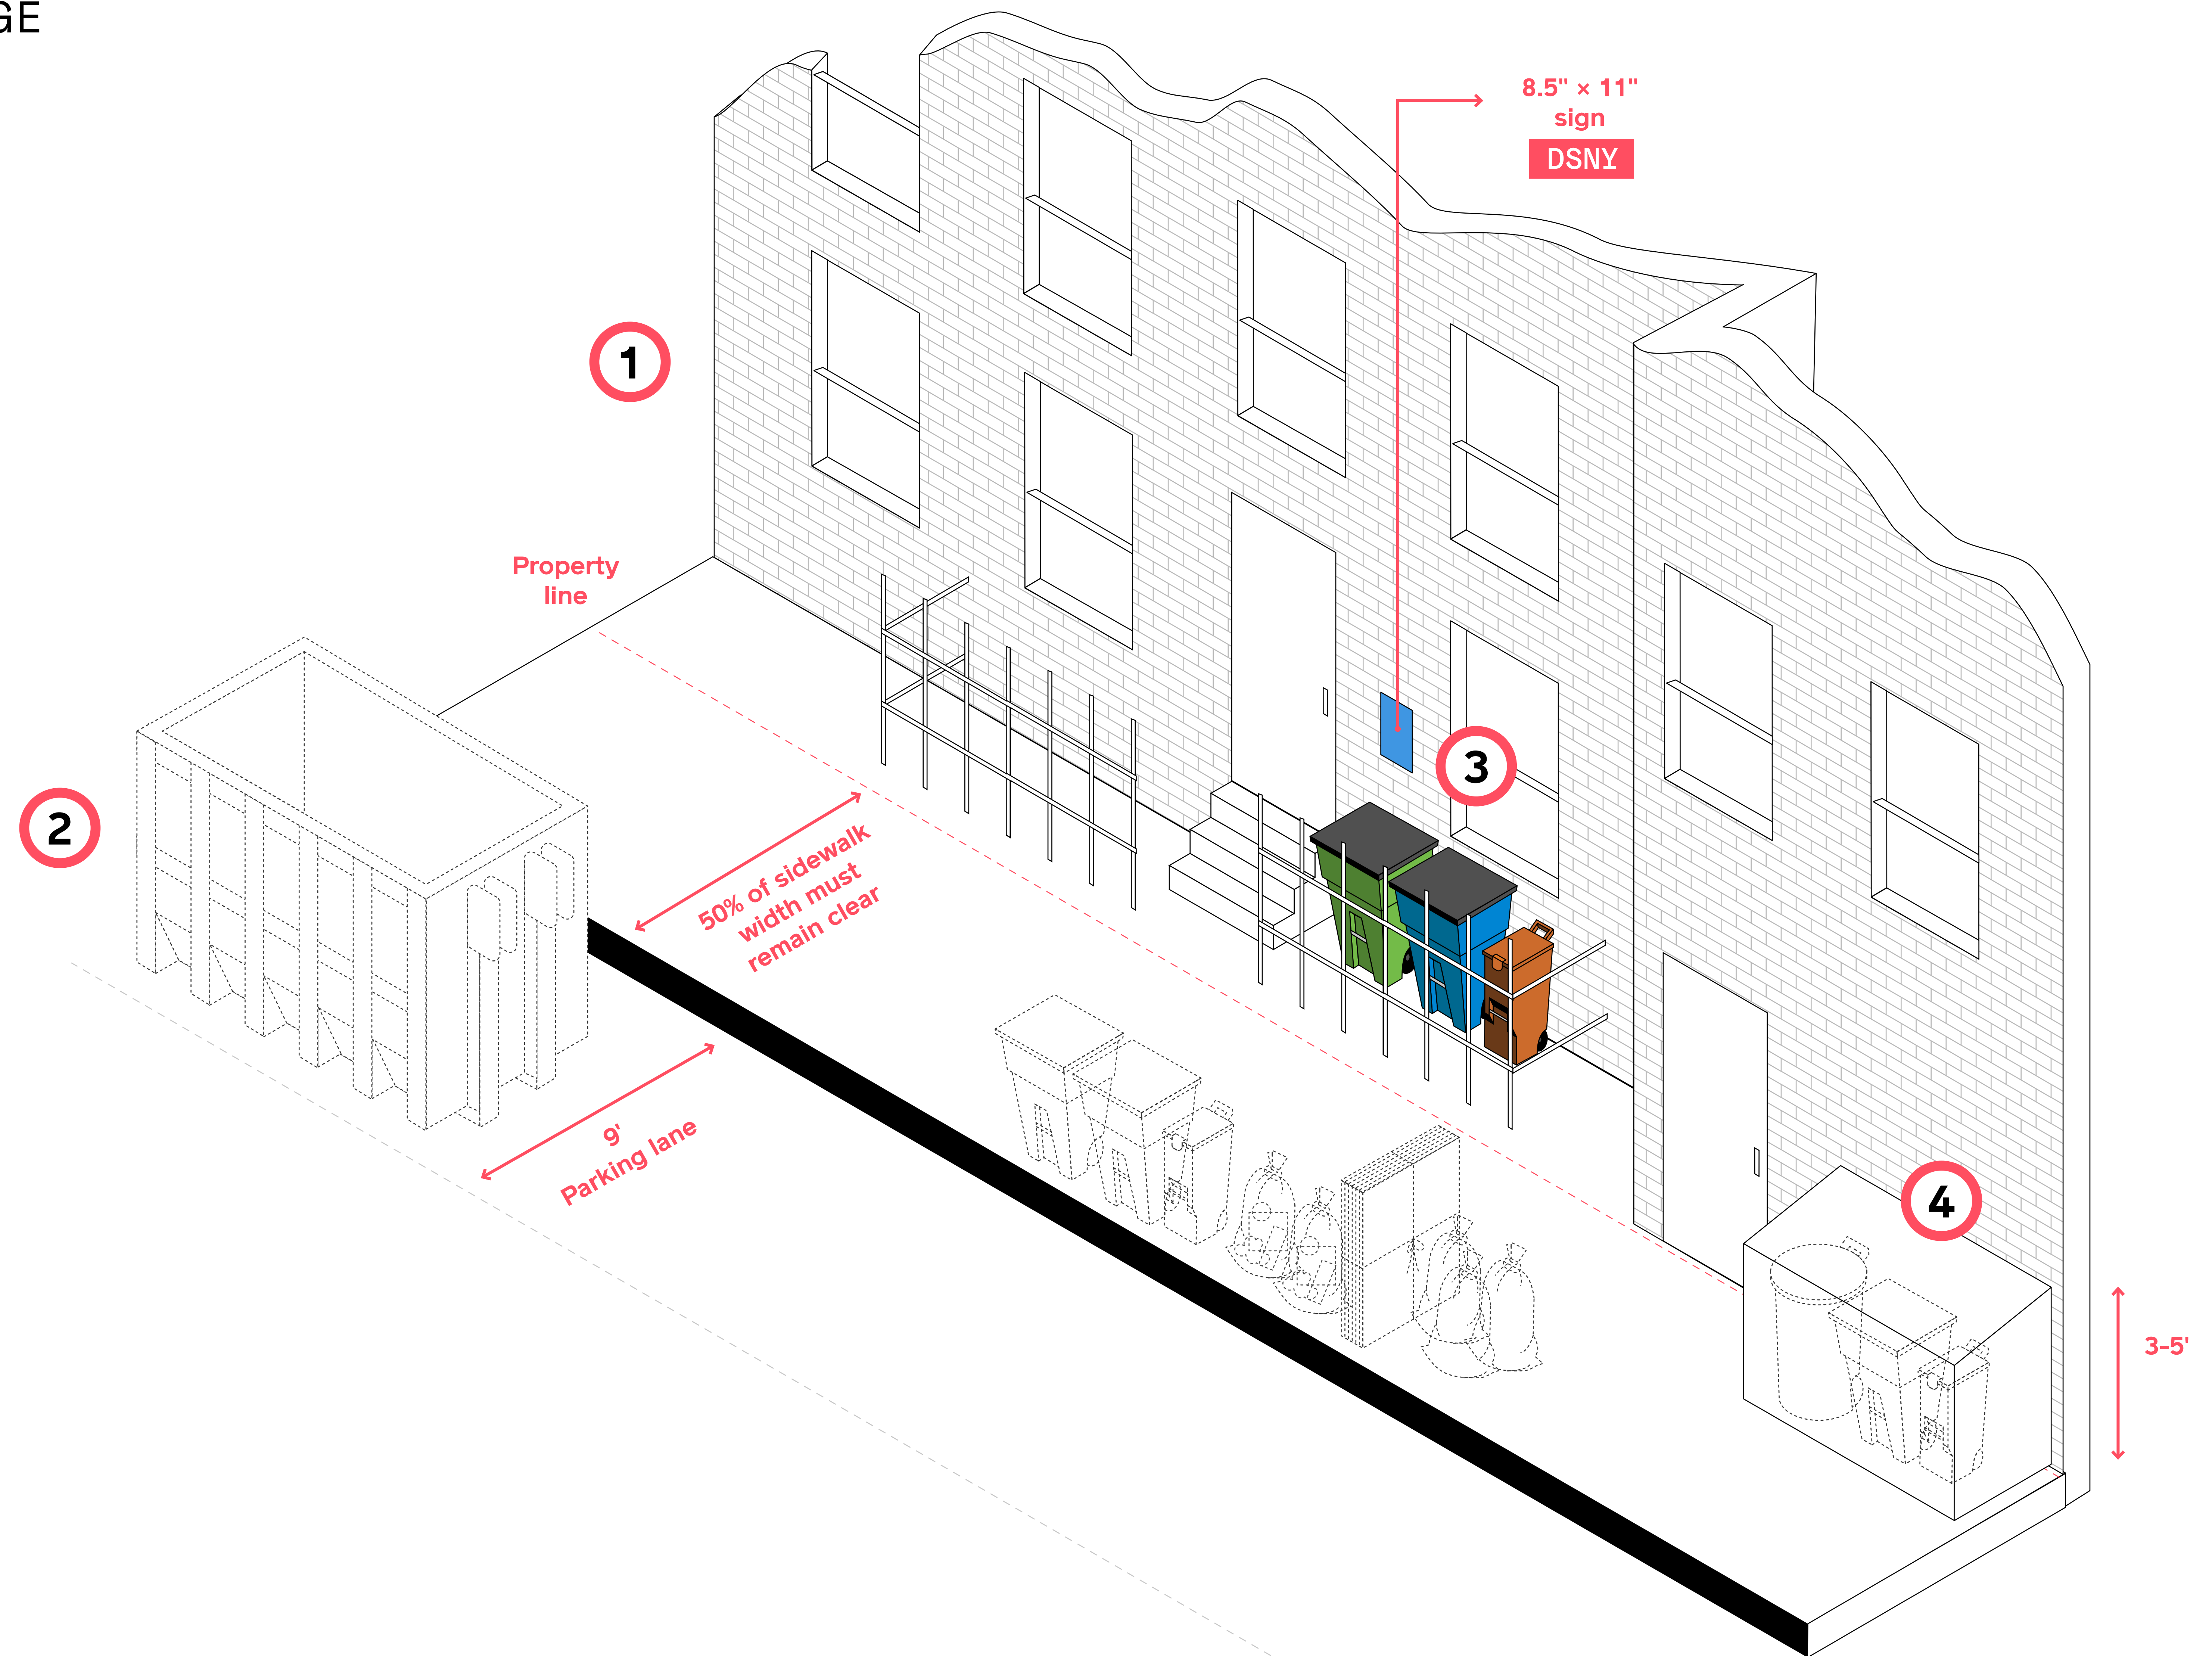 GE
8.5" × 11"
sign
DSNY
1
Property
line
3
2
50% of sidewalk
width must
remain clear
9'
Parking lane
4
3-5'